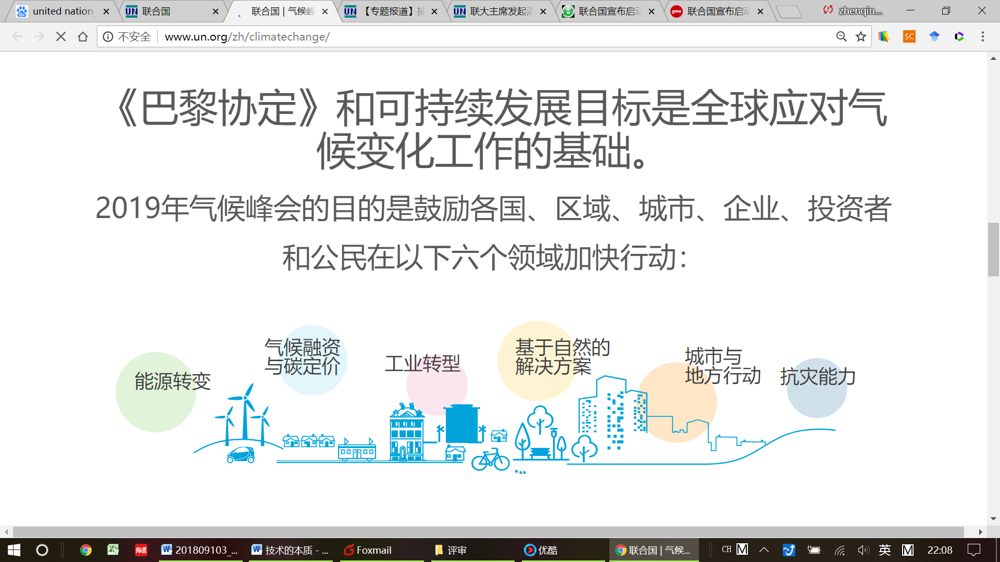 united nation
联合国
联合国 | 气候峰
【专题报道】捕
联大主席发起清
联合国宣布启动
联合国宣布启动
zhenqin...
不安全
www.un.org/zh/climatechange/
SC
《巴黎协定》和可持续发展目标是全球应对气
候变化工作的基础。
2019年气候峰会的目的是鼓励各国、区域、城市、企业、投资者
和公民在以下六个领域加快行动：
能源转变
气候融资
与碳定价
工业转型
基于自然的
解决方案
城市与
地方行动
抗灾能力
有道
201809103_...
技术的本质 - ...
Foxmail
评审
优酷
联合国 | 气候...
CH
M
英
M
22:08